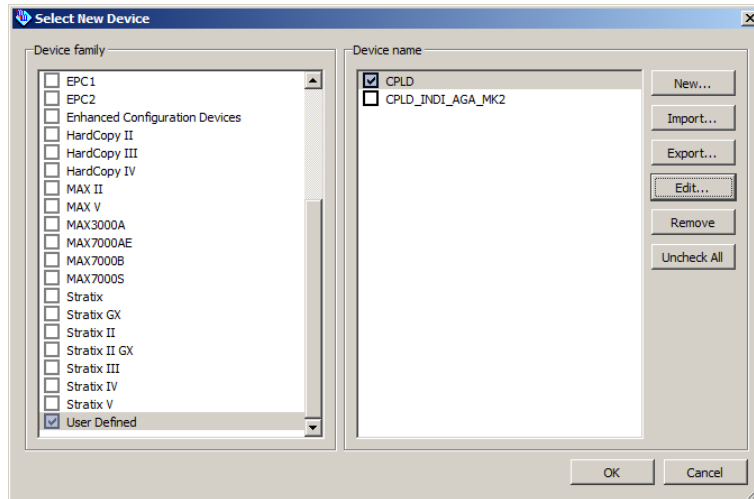 Select New Device
Device family
EPC1
EPC2
Enhanced Configuration Devices
HardCopy II
HardCopy III
HardCopy IV
MAX II
MAX V
MAX3000A
MAX7000AE
MAX7000B
MAX7000S
Stratix
Stratix GX
Stratix II
Stratix II GX
Stratix III
Stratix IV
Stratix V
User Defined
Device name
CPLD
CPLD_INDI_AGA_MK2
New...
Import...
Export...
Edit...
Remove
Uncheck All
OK
Cancel